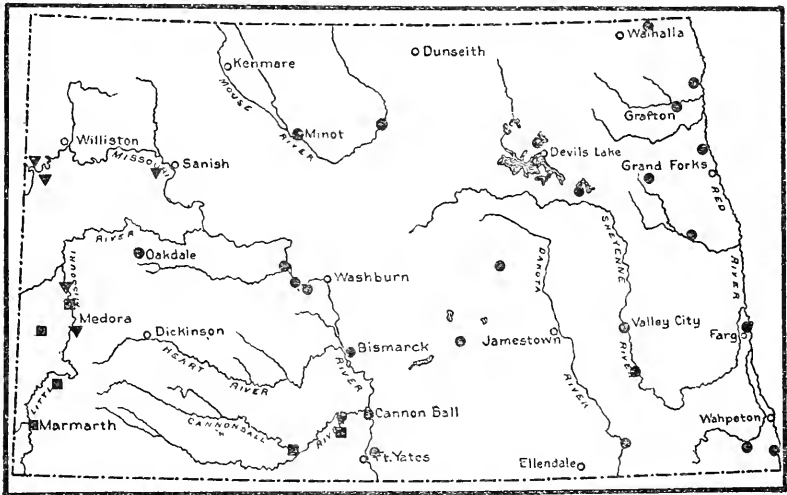 Walhalla
Dunseith
Kenmare
MOUSE
RIVER
Minot
Grafton
Williston
MISSOURI
Sanish
Devils Lake
Grand Forks
RED
RIVER
SHEYENNE
RIVER
DAKOTA
RIVER
RIVER
Oakdale
MISSOURI
LITTLE
Washburn
Medora
Dickinson
HEART
RIVER
Bismarck
RIVER
Jamestown
Valley City
Farg
Marmarth
CANNONBALL
RIVER
Cannon Ball
Ft. Yates
Ellendale
Wahpeton